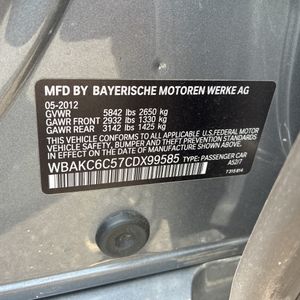 MFD BY BAYERISCHE MOTOREN WERKE AG
05-2012
GVWR 5842 lbs 2650 kg
GAWR FRONT 2932 lbs 1330 kg
GAWR REAR 3142 lbs 1425 kg
THIS VEHICLE CONFORMS TO ALL APPLICABLE U.S. FEDERAL MOTOR
VEHICLE SAFETY, BUMPER, AND THEFT PREVENTION STANDARDS
IN EFFECT ON THE DATE OF MANUFACTURE SHOWN ABOVE.
WBAKC6C57CDX99585 TYPE: PASSENGER CAR
A52/7